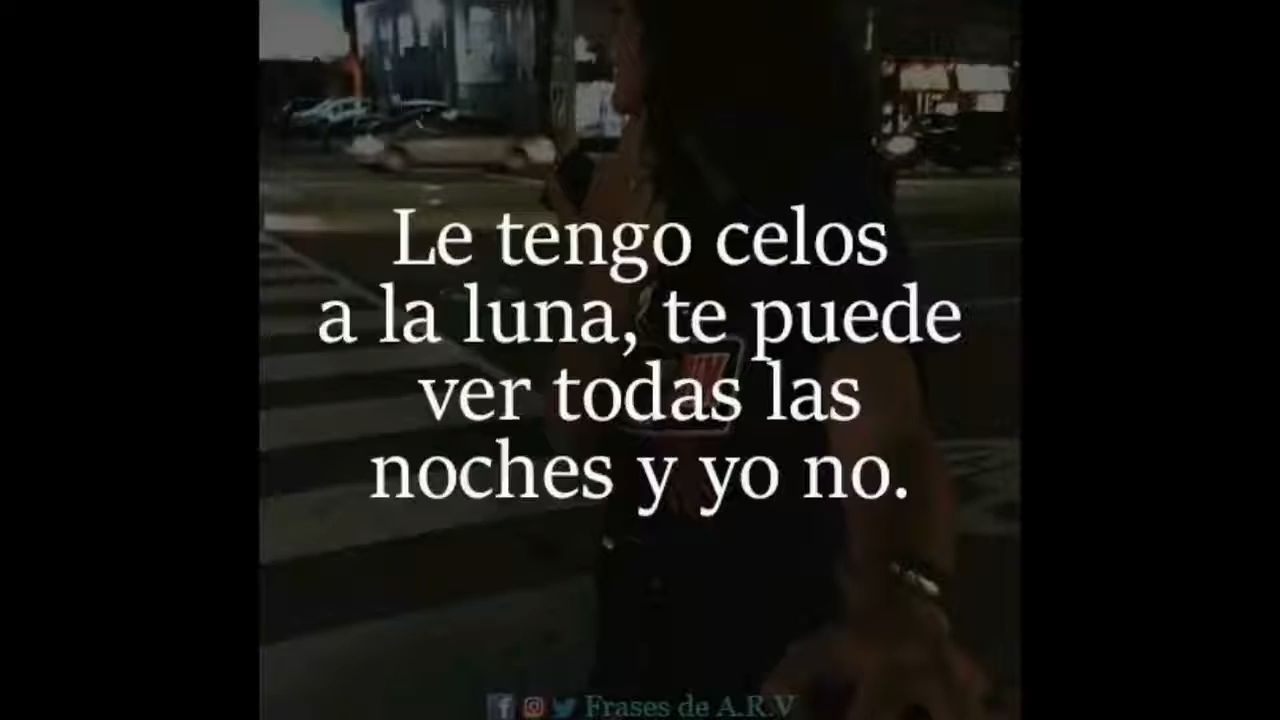 Le tengo celos
a la luna, te puede
ver todas las
noches y yo no.
Frases de A.R.V